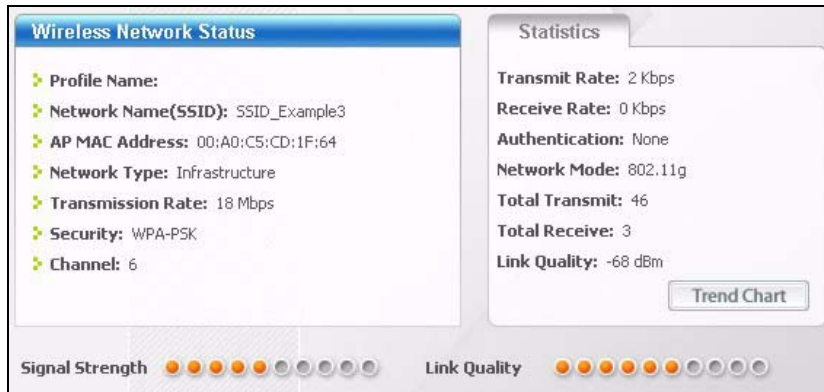 Wireless Network Status
Profile Name:
Network Name(SSID): SSID_Example3
AP MAC Address: 00:A0:C5:CD:1F:64
Network Type: Infrastructure
Transmission Rate: 18 Mbps
Security: WPA-PSK
Channel: 6
Statistics
Transmit Rate: 2 Kbps
Receive Rate: 0 Kbps
Authentication: None
Network Mode: 802.11g
Total Transmit: 46
Total Receive: 3
Link Quality: -68 dBm
Trend Chart
Signal Strength
Link Quality